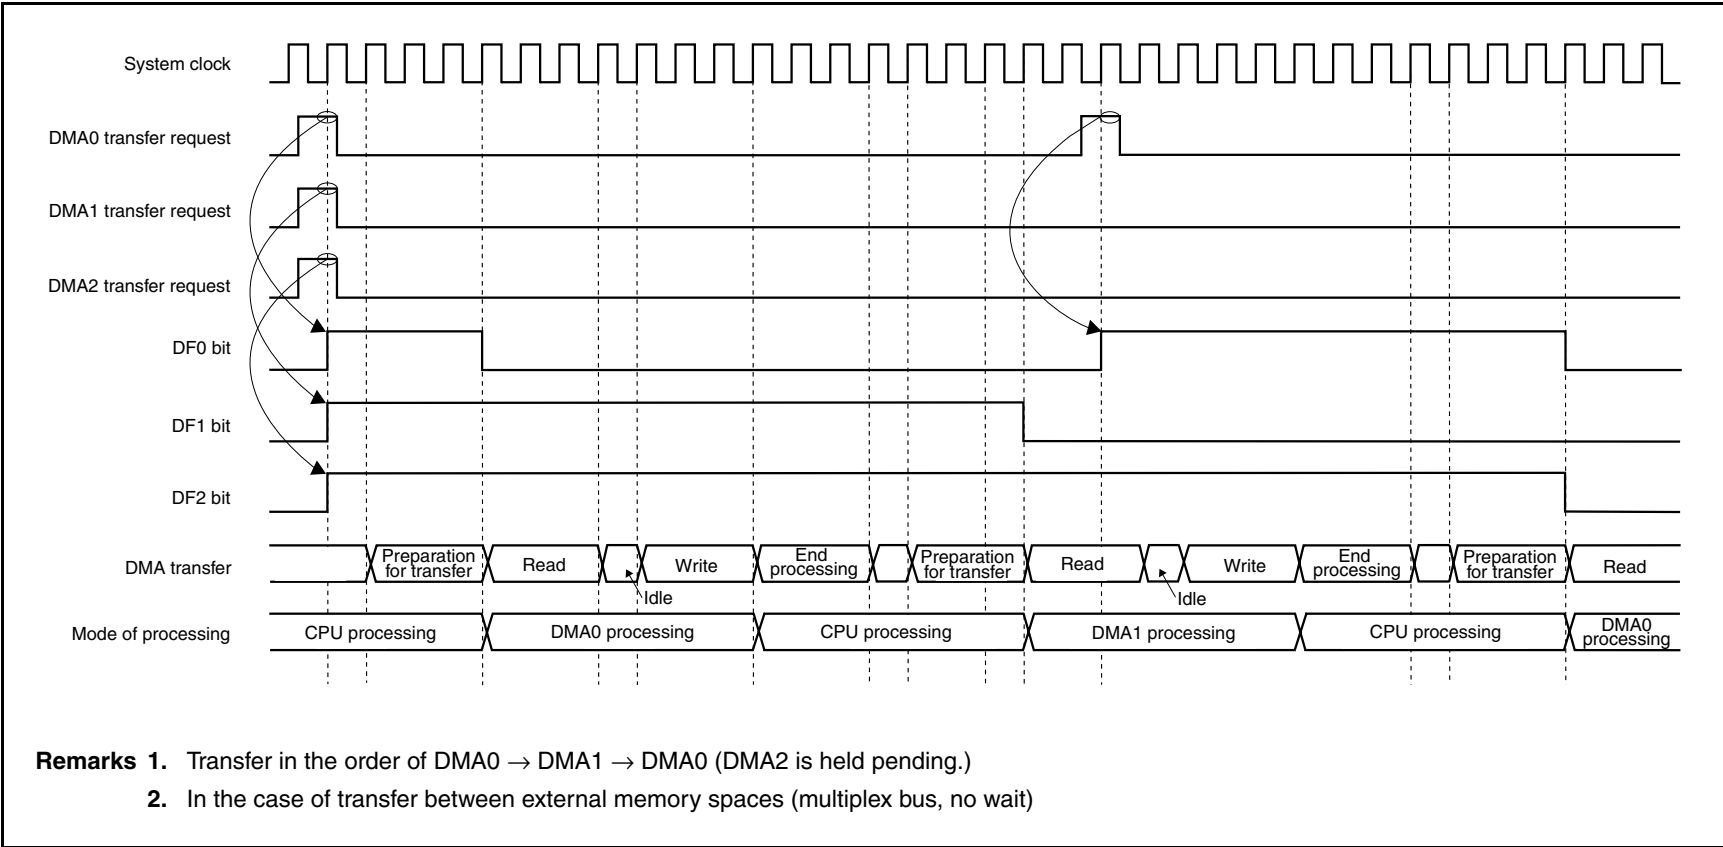 System clock
DMA0 transfer request
DMA1 transfer request
DMA2 transfer request
DF0 bit
DF1 bit
DF2 bit
DMA transfer
Preparation
for transfer
Read
Idle
Write
End
processing
Preparation
for transfer
Read
Idle
Write
End
processing
Preparation
for transfer
Read
Mode of processing
CPU processing
DMA0 processing
CPU processing
DMA1 processing
CPU processing
DMA0
processing
Remarks 1. Transfer in the order of DMA0 → DMA1 → DMA0 (DMA2 is held pending.)
2. In the case of transfer between external memory spaces (multiplex bus, no wait)